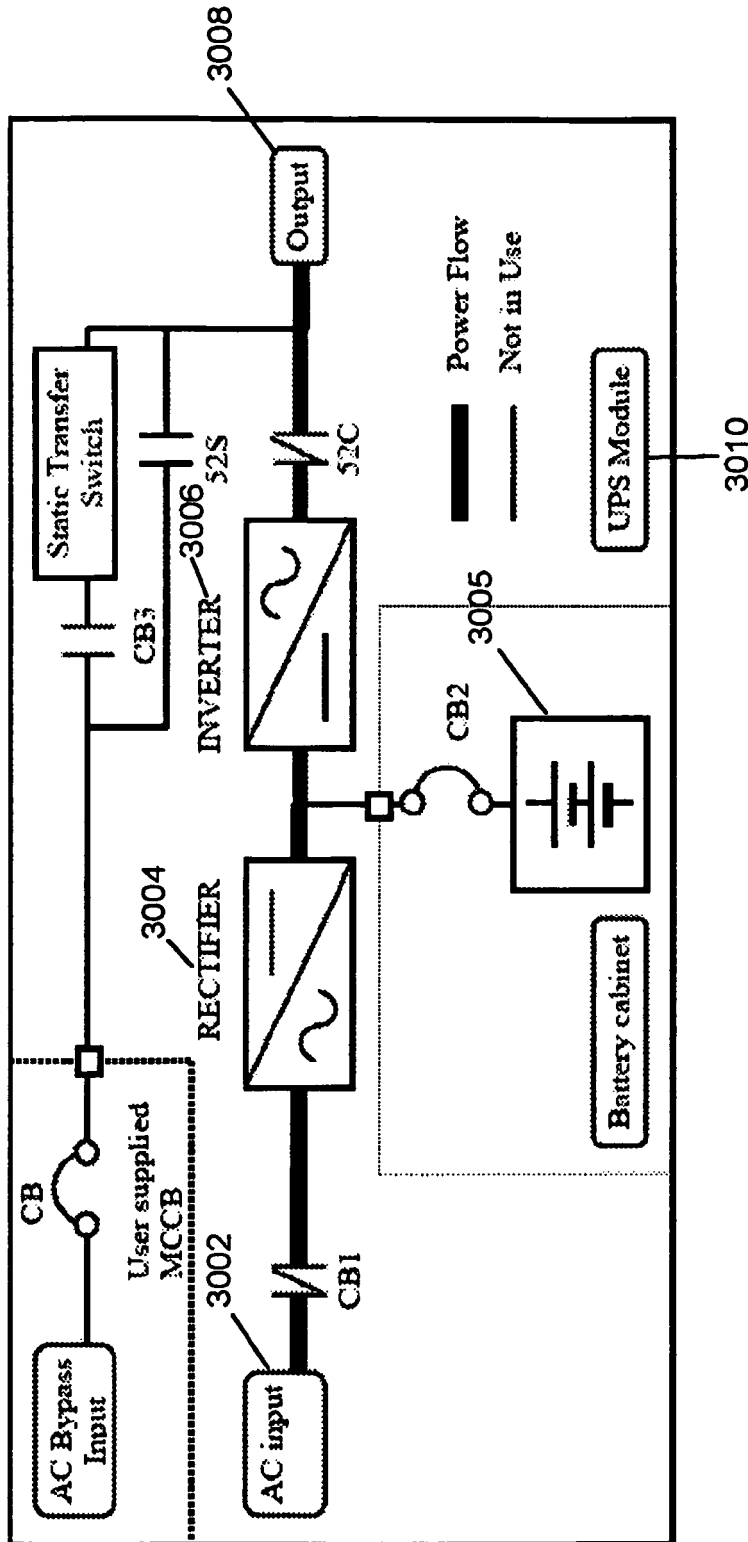 AC Bypass
Input
CB
User supplied
MCCB
CB3
Static Transfer
Switch
52S
3002
AC input
CB1
3004
RECTIFIER
3006
INVERTER
52C
Output
3008
Battery cabinet
CB2
3005
Power Flow
Not in Use
UPS Module
3010